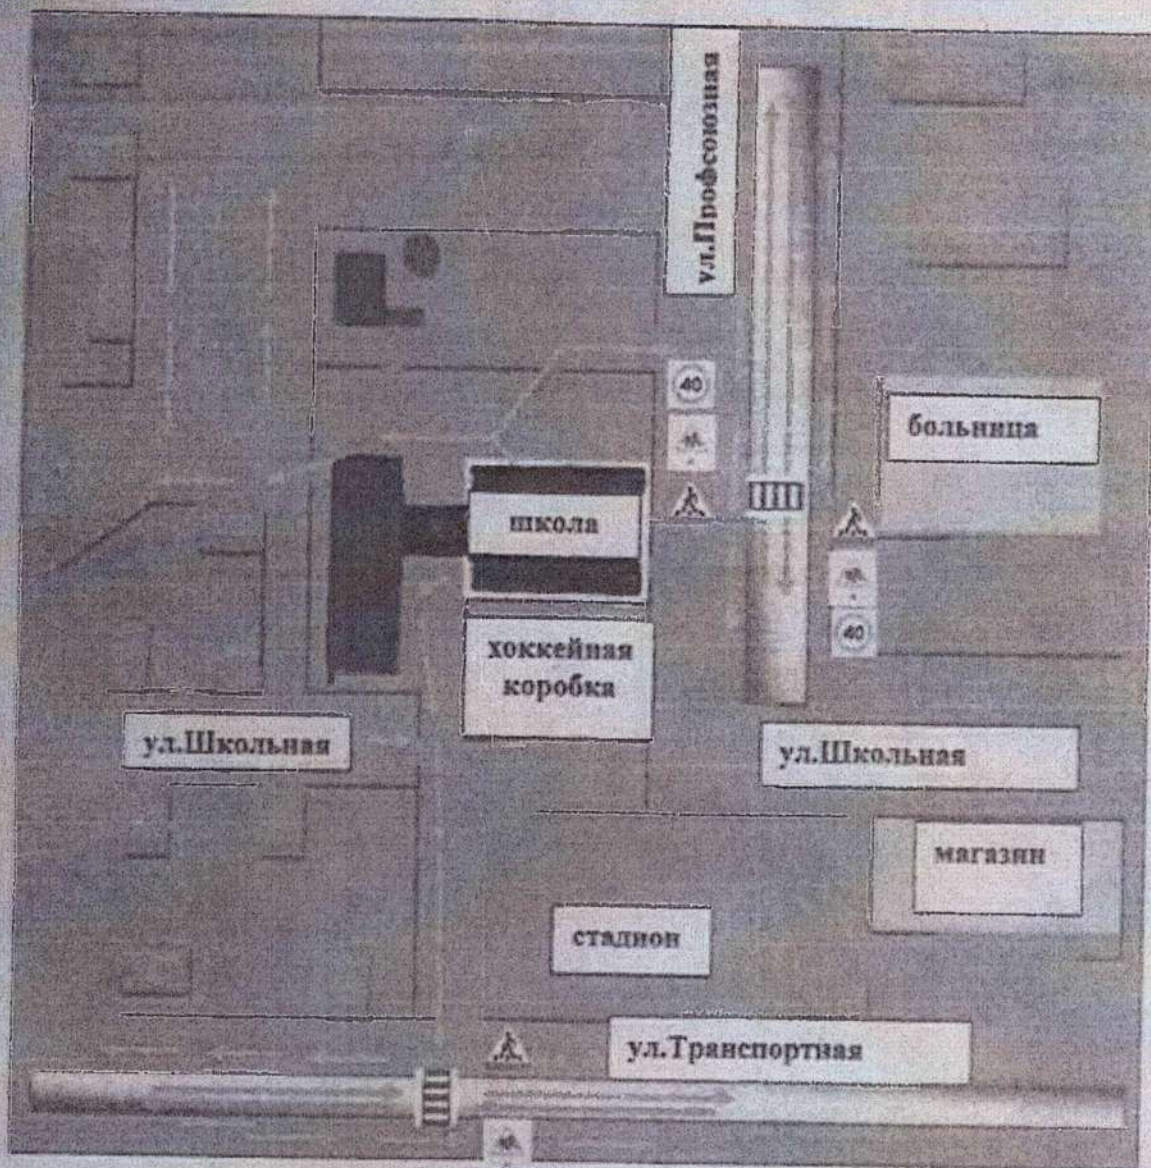 ул.Профсоюзная
40
больница
школа
40
хоккейная
коробка
ул.Школьная
ул.Школьная
магазин
стадион
ул.Транспортная